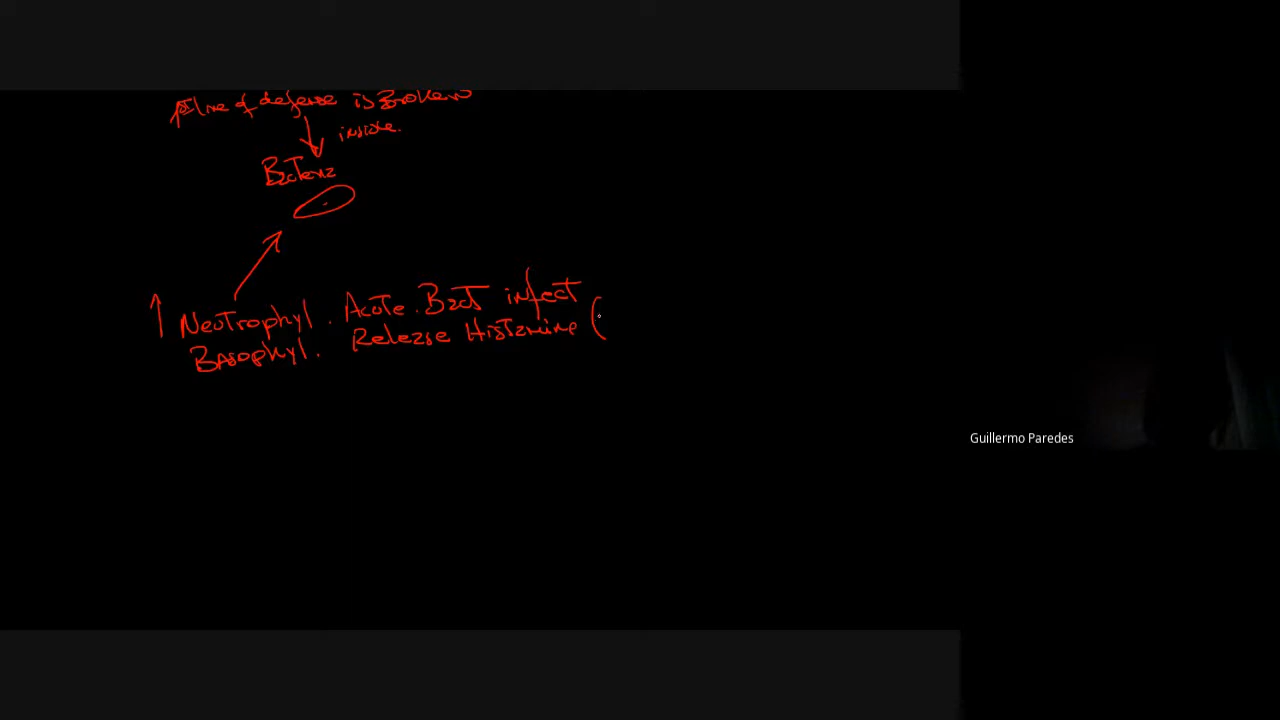 line of defense is Broken
inside.
Bacteria
↑ Neutrophyl. Acute. Bact infect
Basophyl. Release Histamine (
Guillermo Paredes